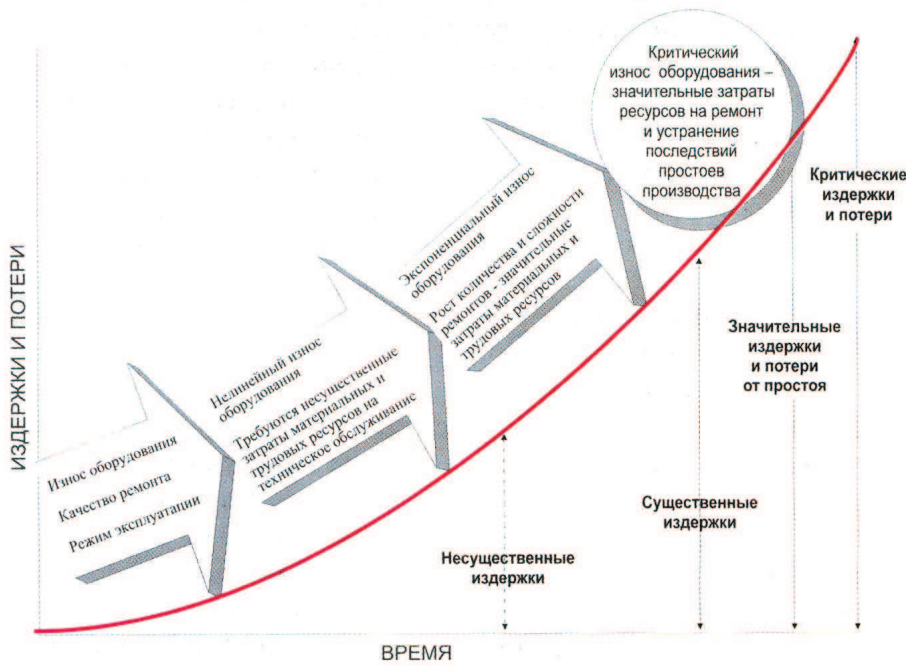 ИЗДЕРЖКИ И ПОТЕРИ
Износ оборудования
Качество ремонта
Режим эксплуатации
Нелинейный износ
оборудования
Требуются несущественные
затраты материальных и
трудовых ресурсов на
техническое обслуживание
Экспоненциальный износ
оборудования
Рост количества и сложности
ремонтов - значительные
затраты материальных и
трудовых ресурсов
Критический
износ оборудования –
значительные затраты
ресурсов на ремонт
и устранение
последствий
простоев
производства
Несущественные
издержки
Существенные
издержки
Значительные
издержки
и потери
от простоя
Критические
издержки
и потери
ВРЕМЯ